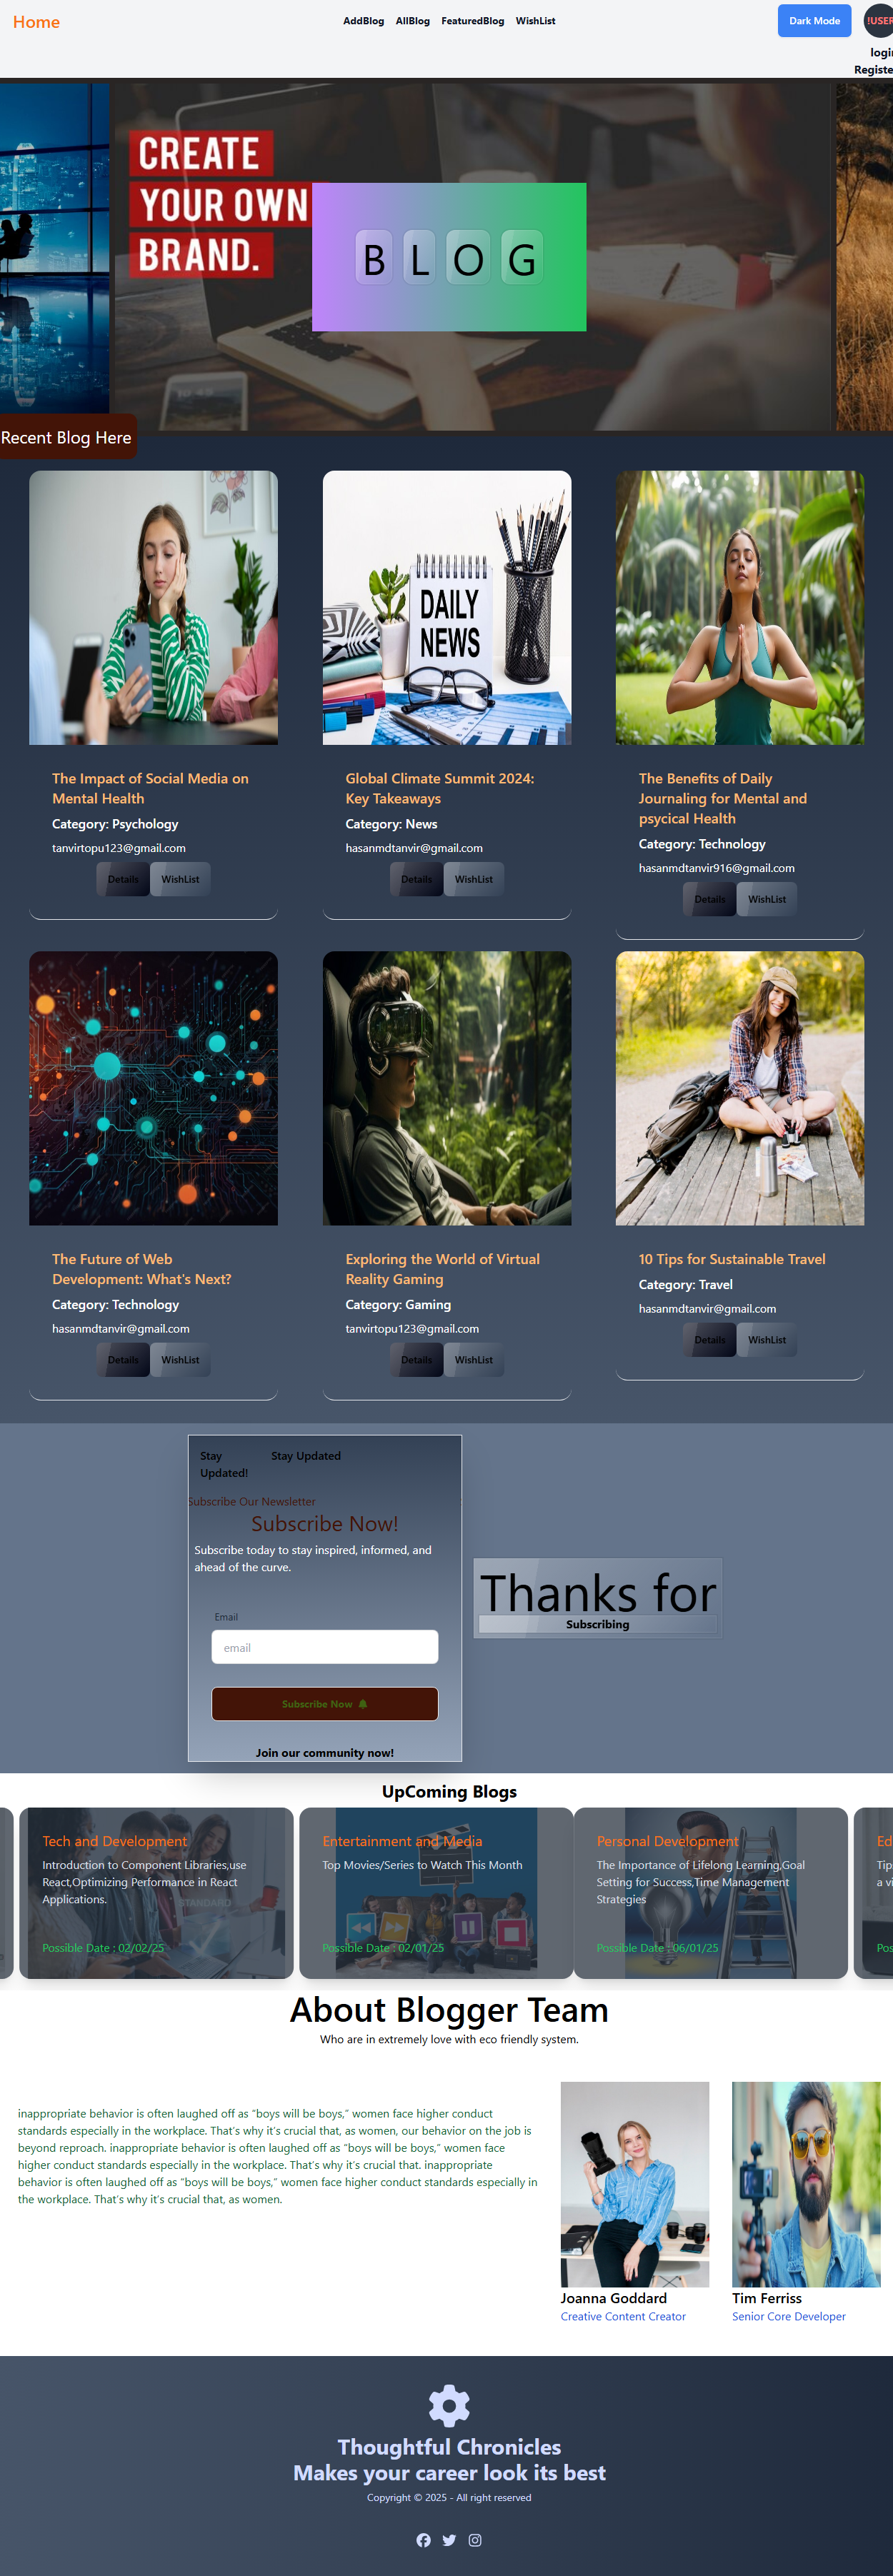 Home
AddBlog AllBlog FeaturedBlog WishList
Dark Mode
!USER
login
Registe
CREATE
YOUR OWN
BRAND.
B L O G
Recent Blog Here
DAILY
NEWS
The Impact of Social Media on
Mental Health
Category: Psychology
tanvirtopu123@gmail.com
Details WishList
Global Climate Summit 2024:
Key Takeaways
Category: News
hasanmdtanvir@gmail.com
Details WishList
The Benefits of Daily
Journaling for Mental and
psycical Health
Category: Technology
hasanmdtanvir916@gmail.com
Details WishList
The Future of Web
Development: What's Next?
Category: Technology
hasanmdtanvir@gmail.com
Details WishList
Exploring the World of Virtual
Reality Gaming
Category: Gaming
tanvirtopu123@gmail.com
Details WishList
10 Tips for Sustainable Travel
Category: Travel
hasanmdtanvir@gmail.com
Details WishList
Stay
Updated!
Stay Updated
Subscribe Our Newsletter
Subscribe Now!
Subscribe today to stay inspired, informed, and
ahead of the curve.
Email
email
Subscribe Now
Join our community now!
Thanks for
Subscribing
UpComing Blogs
Tech and Development
Introduction to Component Libraries,use
React,Optimizing Performance in React
Applications.
STANDARD
Possible Date : 02/02/25
Entertainment and Media
Top Movies/Series to Watch This Month
Possible Date : 02/01/25
Personal Development
The Importance of Lifelong Learning,Goal
Setting for Success,Time Management
Strategies
Possible Date : 06/01/25
Ed
Tip
a vi
Pos
About Blogger Team
Who are in extremely love with eco friendly system.
inappropriate behavior is often laughed off as “boys will be boys,” women face higher conduct
standards especially in the workplace. That’s why it’s crucial that, as women, our behavior on the job is
beyond reproach. inappropriate behavior is often laughed off as “boys will be boys,” women face
higher conduct standards especially in the workplace. That’s why it’s crucial that. inappropriate
behavior is often laughed off as “boys will be boys,” women face higher conduct standards especially in
the workplace. That’s why it’s crucial that, as women.
Joanna Goddard
Creative Content Creator
Tim Ferriss
Senior Core Developer
Thoughtful Chronicles
Makes your career look its best
Copyright © 2025 - All right reserved